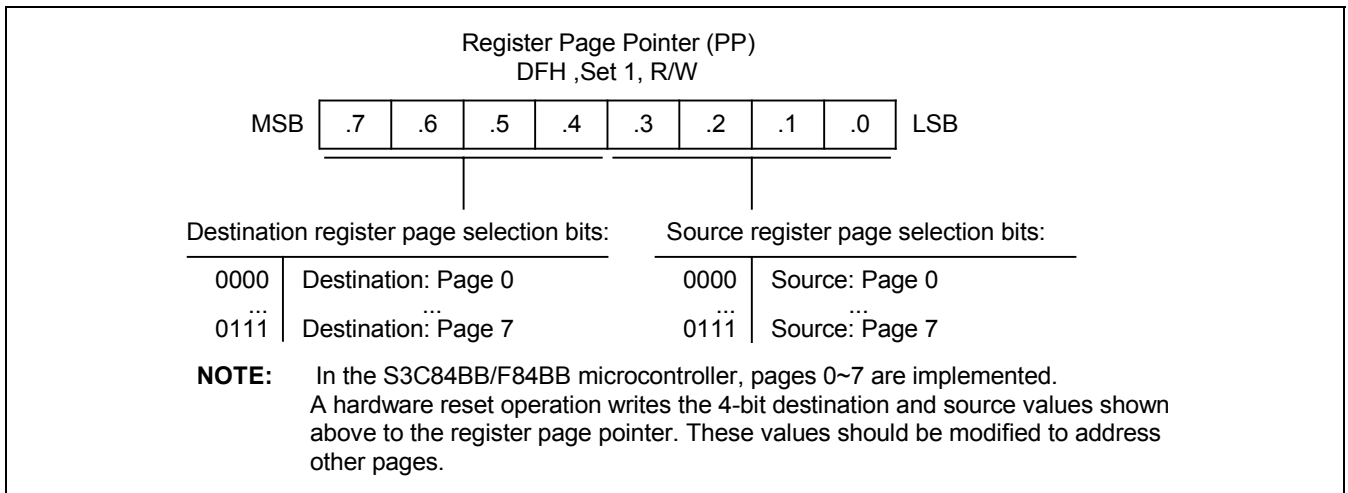 Register Page Pointer (PP)
DFH ,Set 1, R/W
MSB .7 .6 .5 .4 .3 .2 .1 .0 LSB
Destination register page selection bits: Source register page selection bits:
0000 Destination: Page 0 0000 Source: Page 0
... ... ... ...
0111 Destination: Page 7 0111 Source: Page 7
NOTE: In the S3C84BB/F84BB microcontroller, pages 0~7 are implemented.
A hardware reset operation writes the 4-bit destination and source values shown
above to the register page pointer. These values should be modified to address
other pages.